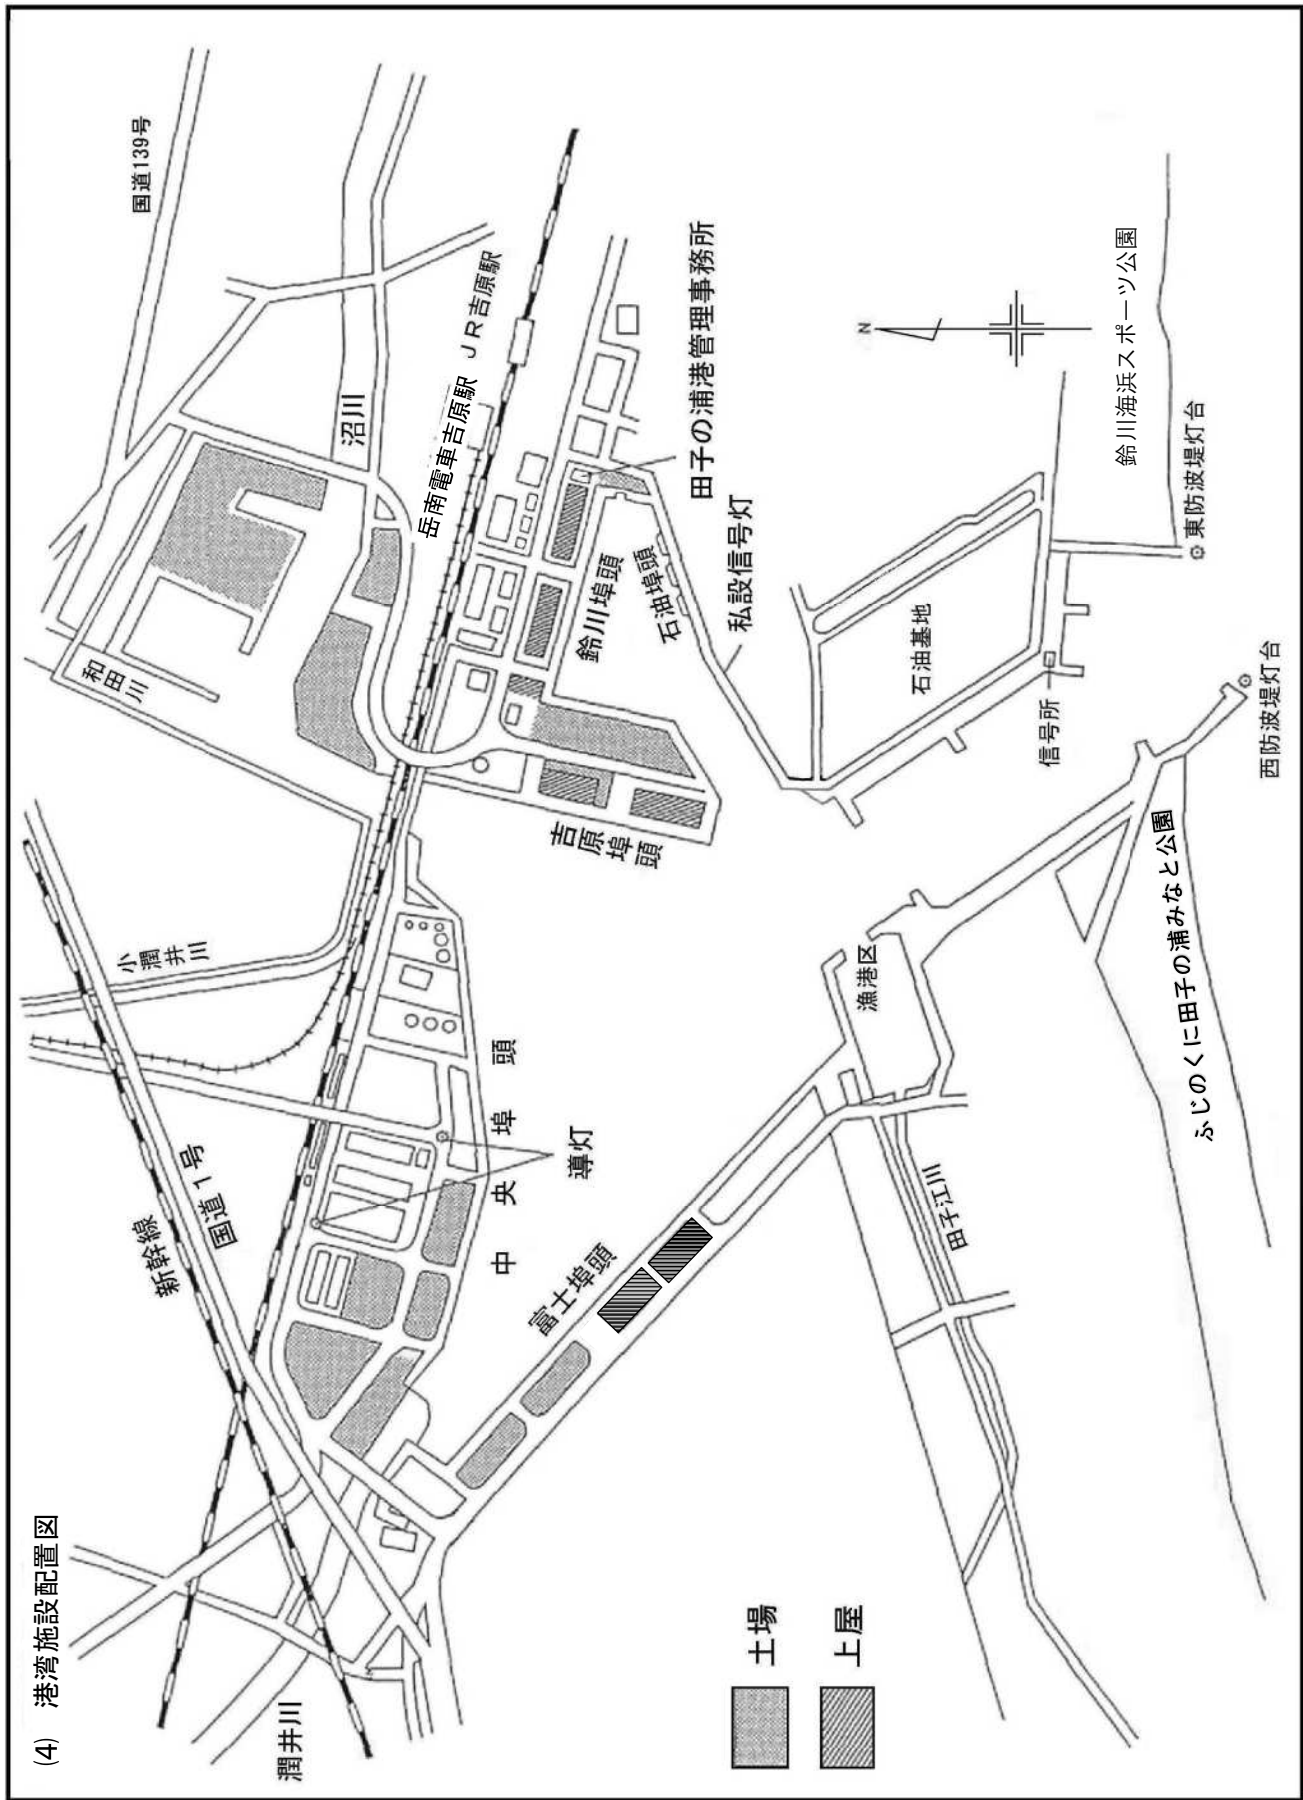 (4) 港湾施設配置図
国道139号
沼川
和田川
岳南電車吉原駅
JR吉原駅
小潤井川
新幹線
国道1号
潤井川
田子の浦港管理事務所
鈴川埠頭
石油埠頭
私設信号灯
吉原埠頭
中央埠頭
導灯
富士埠頭
漁港区
田子江川
石油基地
信号所
N
鈴川海浜スポーツ公園
東防波堤灯台
西防波堤灯台
ふじのくに田子の浦みなと公園
土場
上屋